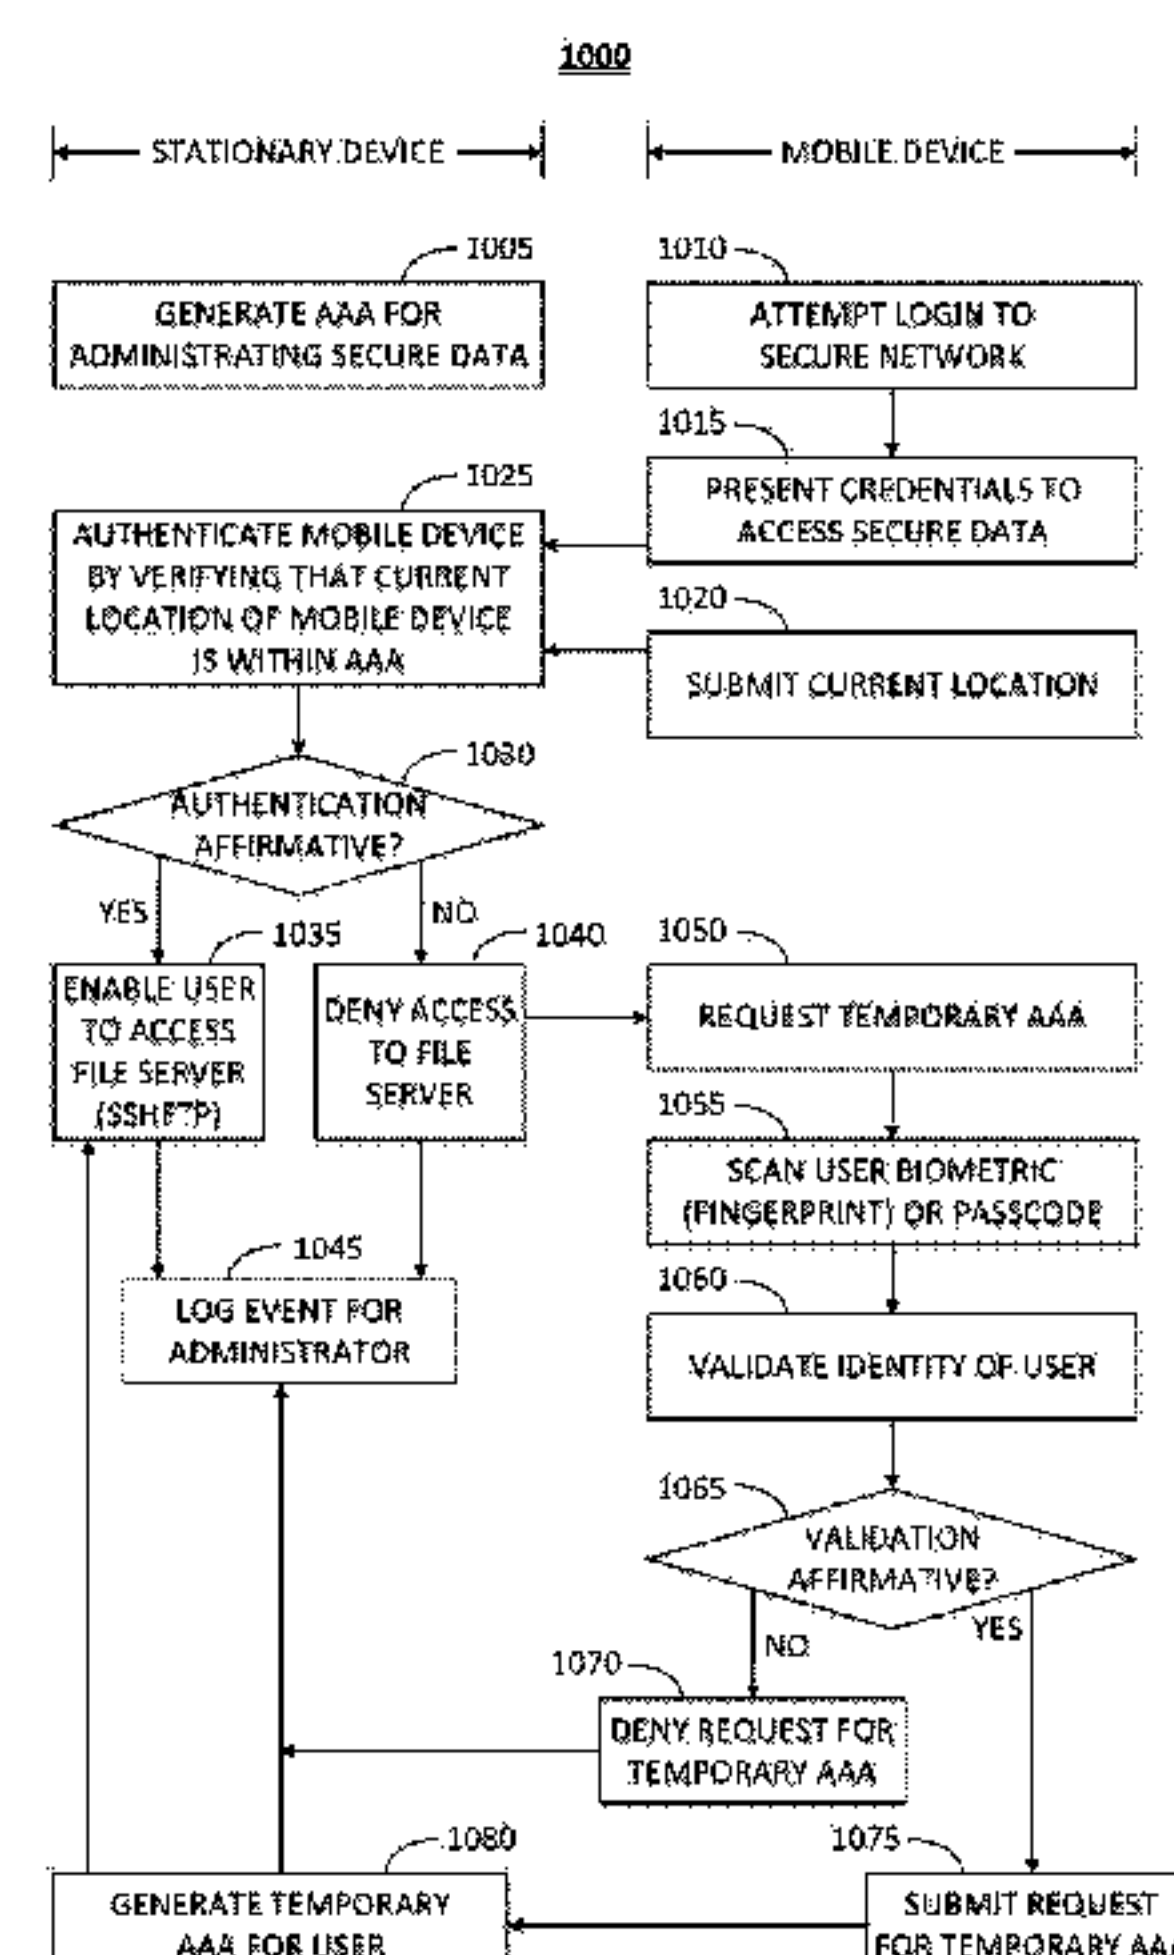 1000
STATIONARY DEVICE
MOBILE DEVICE
1005
GENERATE AAA FOR
ADMINISTRATING SECURE DATA
1010
ATTEMPT LOGIN TO
SECURE NETWORK
1015
PRESENT CREDENTIALS TO
ACCESS SECURE DATA
1025
AUTHENTICATE MOBILE DEVICE
BY VERIFYING THAT CURRENT
LOCATION OF MOBILE DEVICE
IS WITHIN AAA
1020
SUBMIT CURRENT LOCATION
1030
AUTHENTICATION
AFFIRMATIVE?
YES
NO
1035
ENABLE USER
TO ACCESS
FILE SERVER
(SSHFTP)
1040
DENY ACCESS
TO FILE
SERVER
1050
REQUEST TEMPORARY AAA
1055
SCAN USER BIOMETRIC
(FINGERPRINT) OR PASSCODE
1045
LOG EVENT FOR
ADMINISTRATOR
1060
VALIDATE IDENTITY OF USER
1065
VALIDATION
AFFIRMATIVE?
NO
YES
1070
DENY REQUEST FOR
TEMPORARY AAA
1080
GENERATE TEMPORARY
AAA FOR USER
1075
SUBMIT REQUEST
FOR TEMPORARY AAA